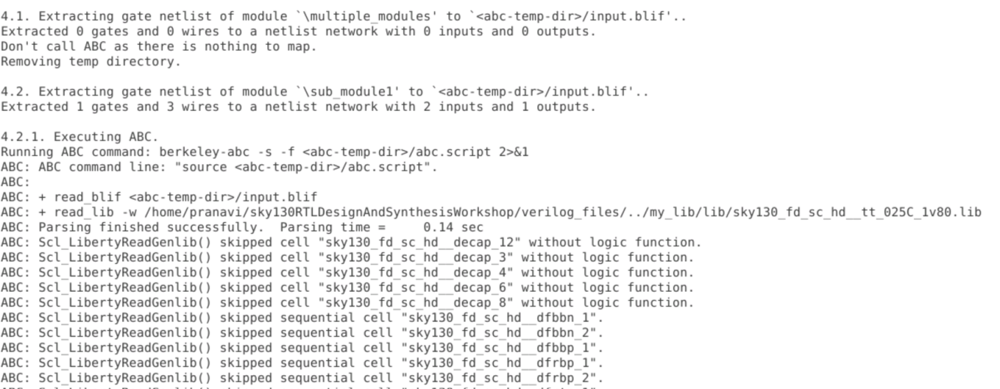 4.1. Extracting gate netlist of module `\multiple_modules' to `<abc-temp-dir>/input.blif'..
Extracted 0 gates and 0 wires to a netlist network with 0 inputs and 0 outputs.
Don't call ABC as there is nothing to map.
Removing temp directory.
4.2. Extracting gate netlist of module `\sub_module1' to `<abc-temp-dir>/input.blif'..
Extracted 1 gates and 3 wires to a netlist network with 2 inputs and 1 outputs.
4.2.1. Executing ABC.
Running ABC command: berkeley-abc -s -f <abc-temp-dir>/abc.script 2>&1
ABC: ABC command line: "source <abc-temp-dir>/abc.script".
ABC:
ABC: + read_blif <abc-temp-dir>/input.blif
ABC: + read_lib -w /home/pranavi/sky130RTLDesignAndSynthesisWorkshop/verilog_files/../my_lib/lib/sky130_fd_sc_hd__tt_025C_1v80.lib
ABC: Parsing finished successfully.  Parsing time =     0.14 sec
ABC: Scl_LibertyReadGenlib() skipped cell "sky130_fd_sc_hd__decap_12" without logic function.
ABC: Scl_LibertyReadGenlib() skipped cell "sky130_fd_sc_hd__decap_3" without logic function.
ABC: Scl_LibertyReadGenlib() skipped cell "sky130_fd_sc_hd__decap_4" without logic function.
ABC: Scl_LibertyReadGenlib() skipped cell "sky130_fd_sc_hd__decap_6" without logic function.
ABC: Scl_LibertyReadGenlib() skipped cell "sky130_fd_sc_hd__decap_8" without logic function.
ABC: Scl_LibertyReadGenlib() skipped sequential cell "sky130_fd_sc_hd__dfbbn_1".
ABC: Scl_LibertyReadGenlib() skipped sequential cell "sky130_fd_sc_hd__dfbbn_2".
ABC: Scl_LibertyReadGenlib() skipped sequential cell "sky130_fd_sc_hd__dfbbp_1".
ABC: Scl_LibertyReadGenlib() skipped sequential cell "sky130_fd_sc_hd__dfrbp_1".
ABC: Scl_LibertyReadGenlib() skipped sequential cell "sky130_fd_sc_hd__dfrbp_2".